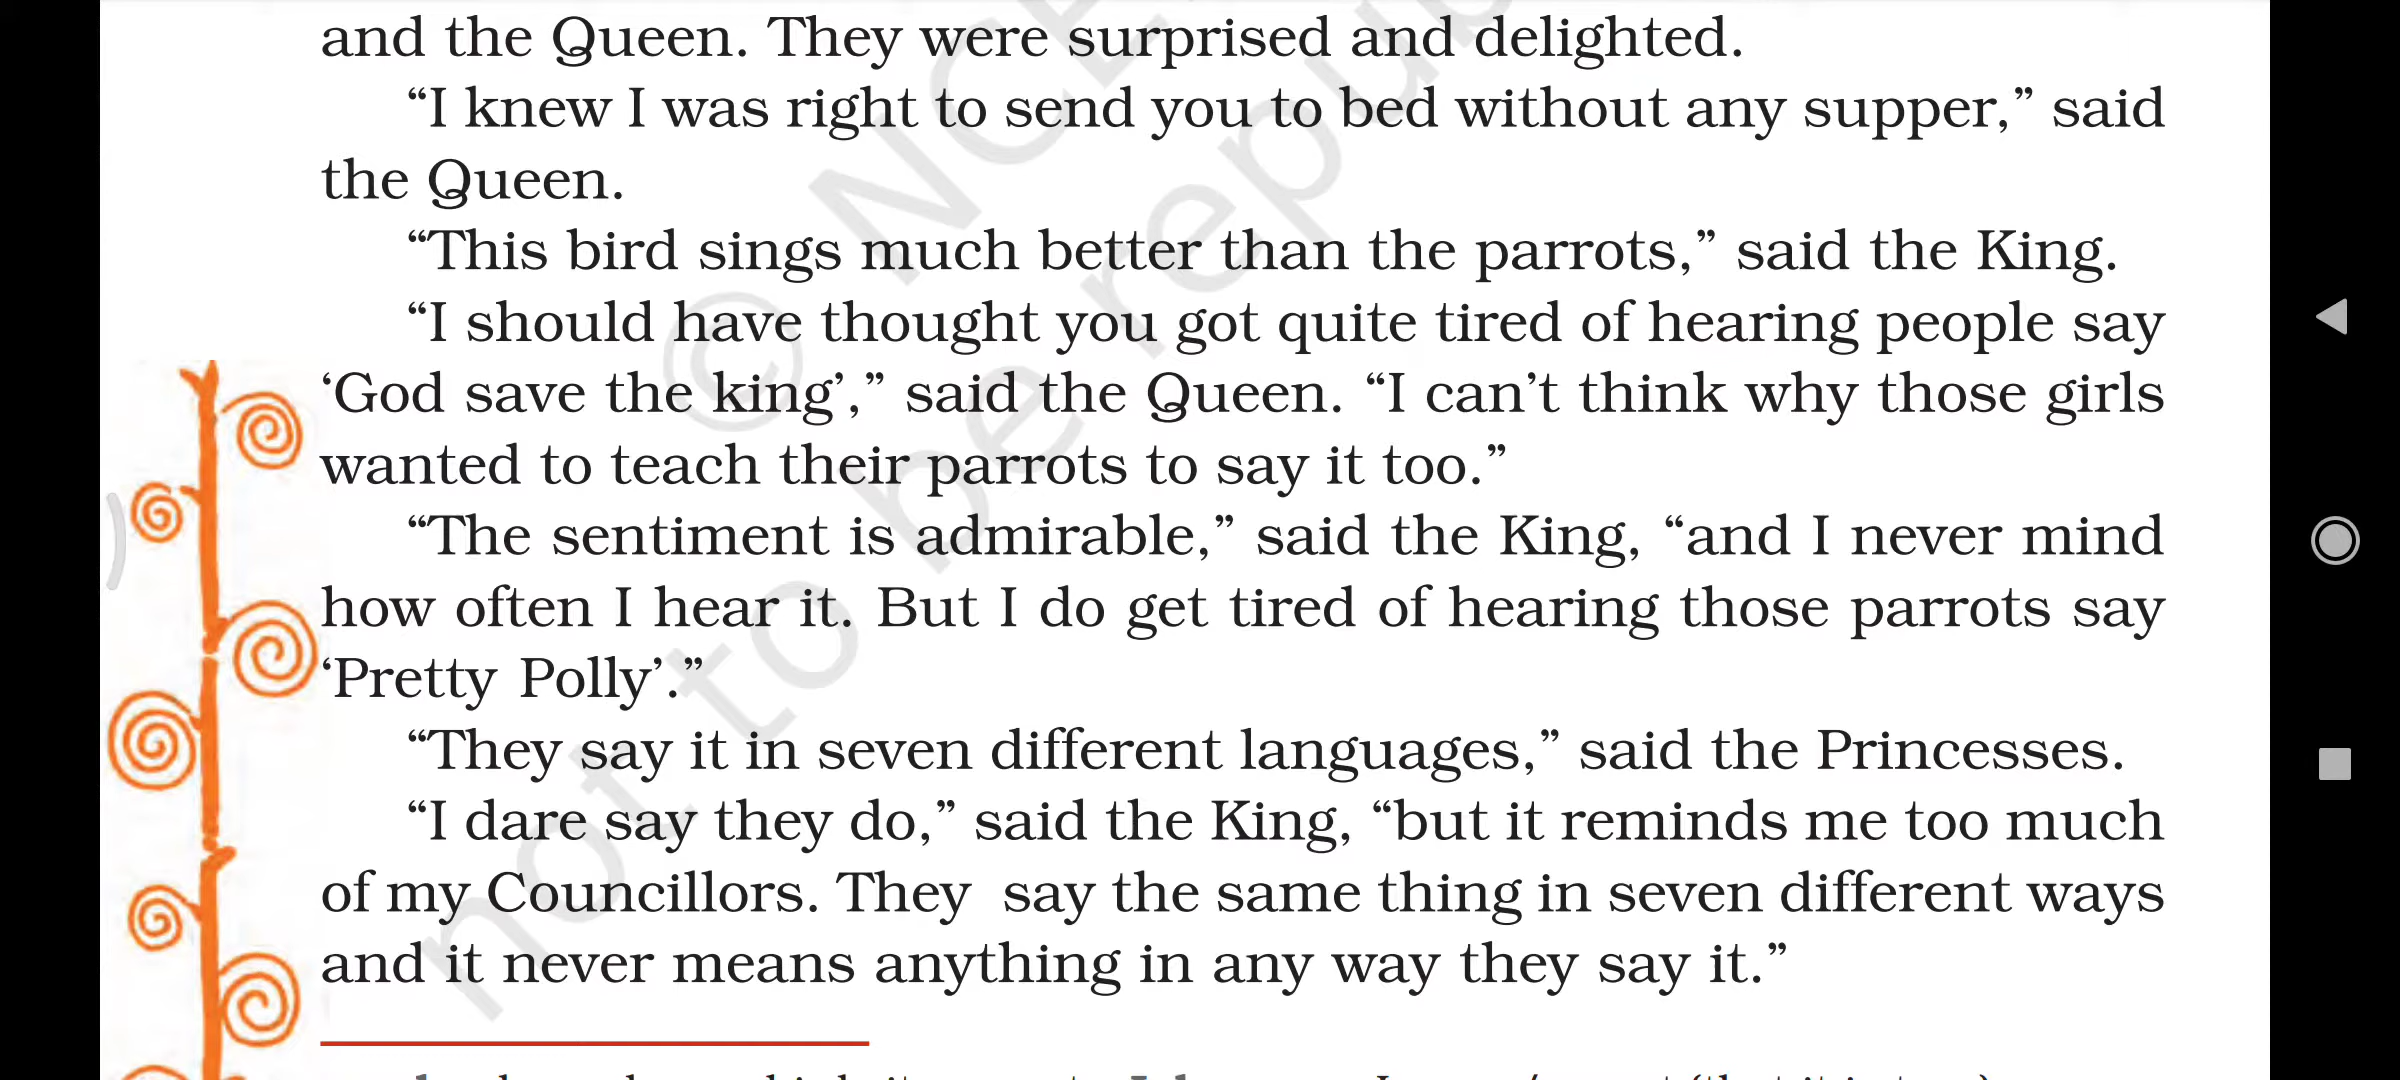 and the Queen. They were surprised and delighted.
“I knew I was right to send you to bed without any supper,” said
the Queen.
“This bird sings much better than the parrots,” said the King.
“I should have thought you got quite tired of hearing people say
‘God save the king’,” said the Queen. “I can’t think why those girls
wanted to teach their parrots to say it too.”
“The sentiment is admirable,” said the King, “and I never mind
how often I hear it. But I do get tired of hearing those parrots say
‘Pretty Polly’.”
“They say it in seven different languages,” said the Princesses.
“I dare say they do,” said the King, “but it reminds me too much
of my Councillors. They  say the same thing in seven different ways
and it never means anything in any way they say it.”
not to be